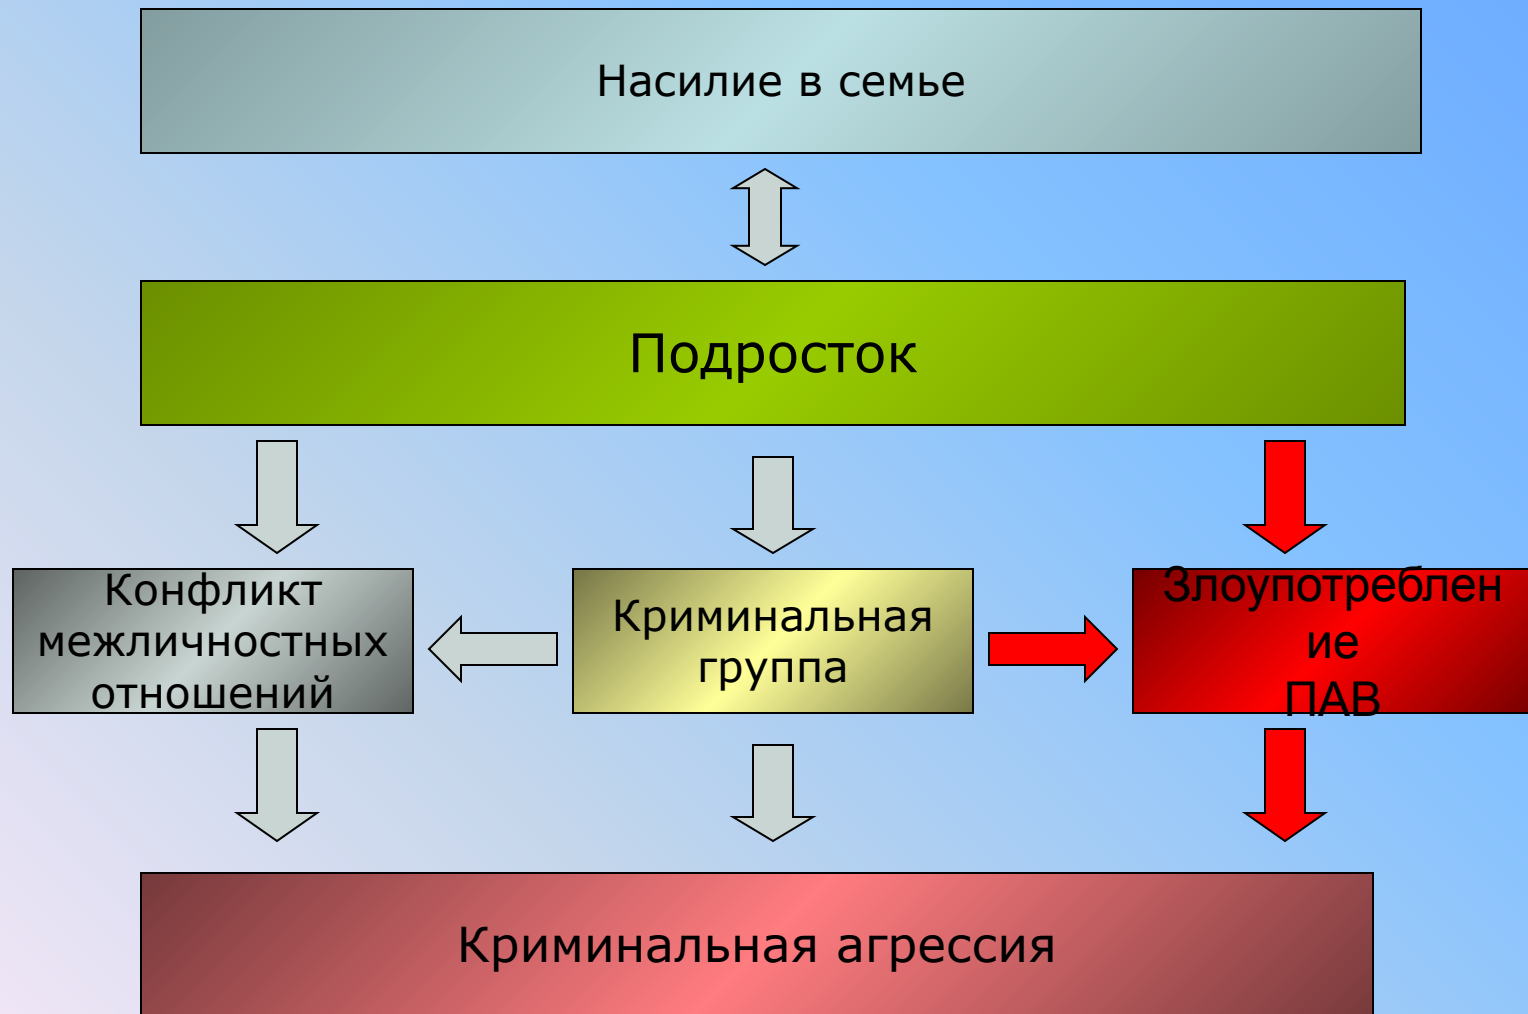 Насилие в семье
Подросток
Конфликт
межличностных
отношений
Криминальная
группа
Злоупотреблен
ие
ПАВ
Криминальная агрессия